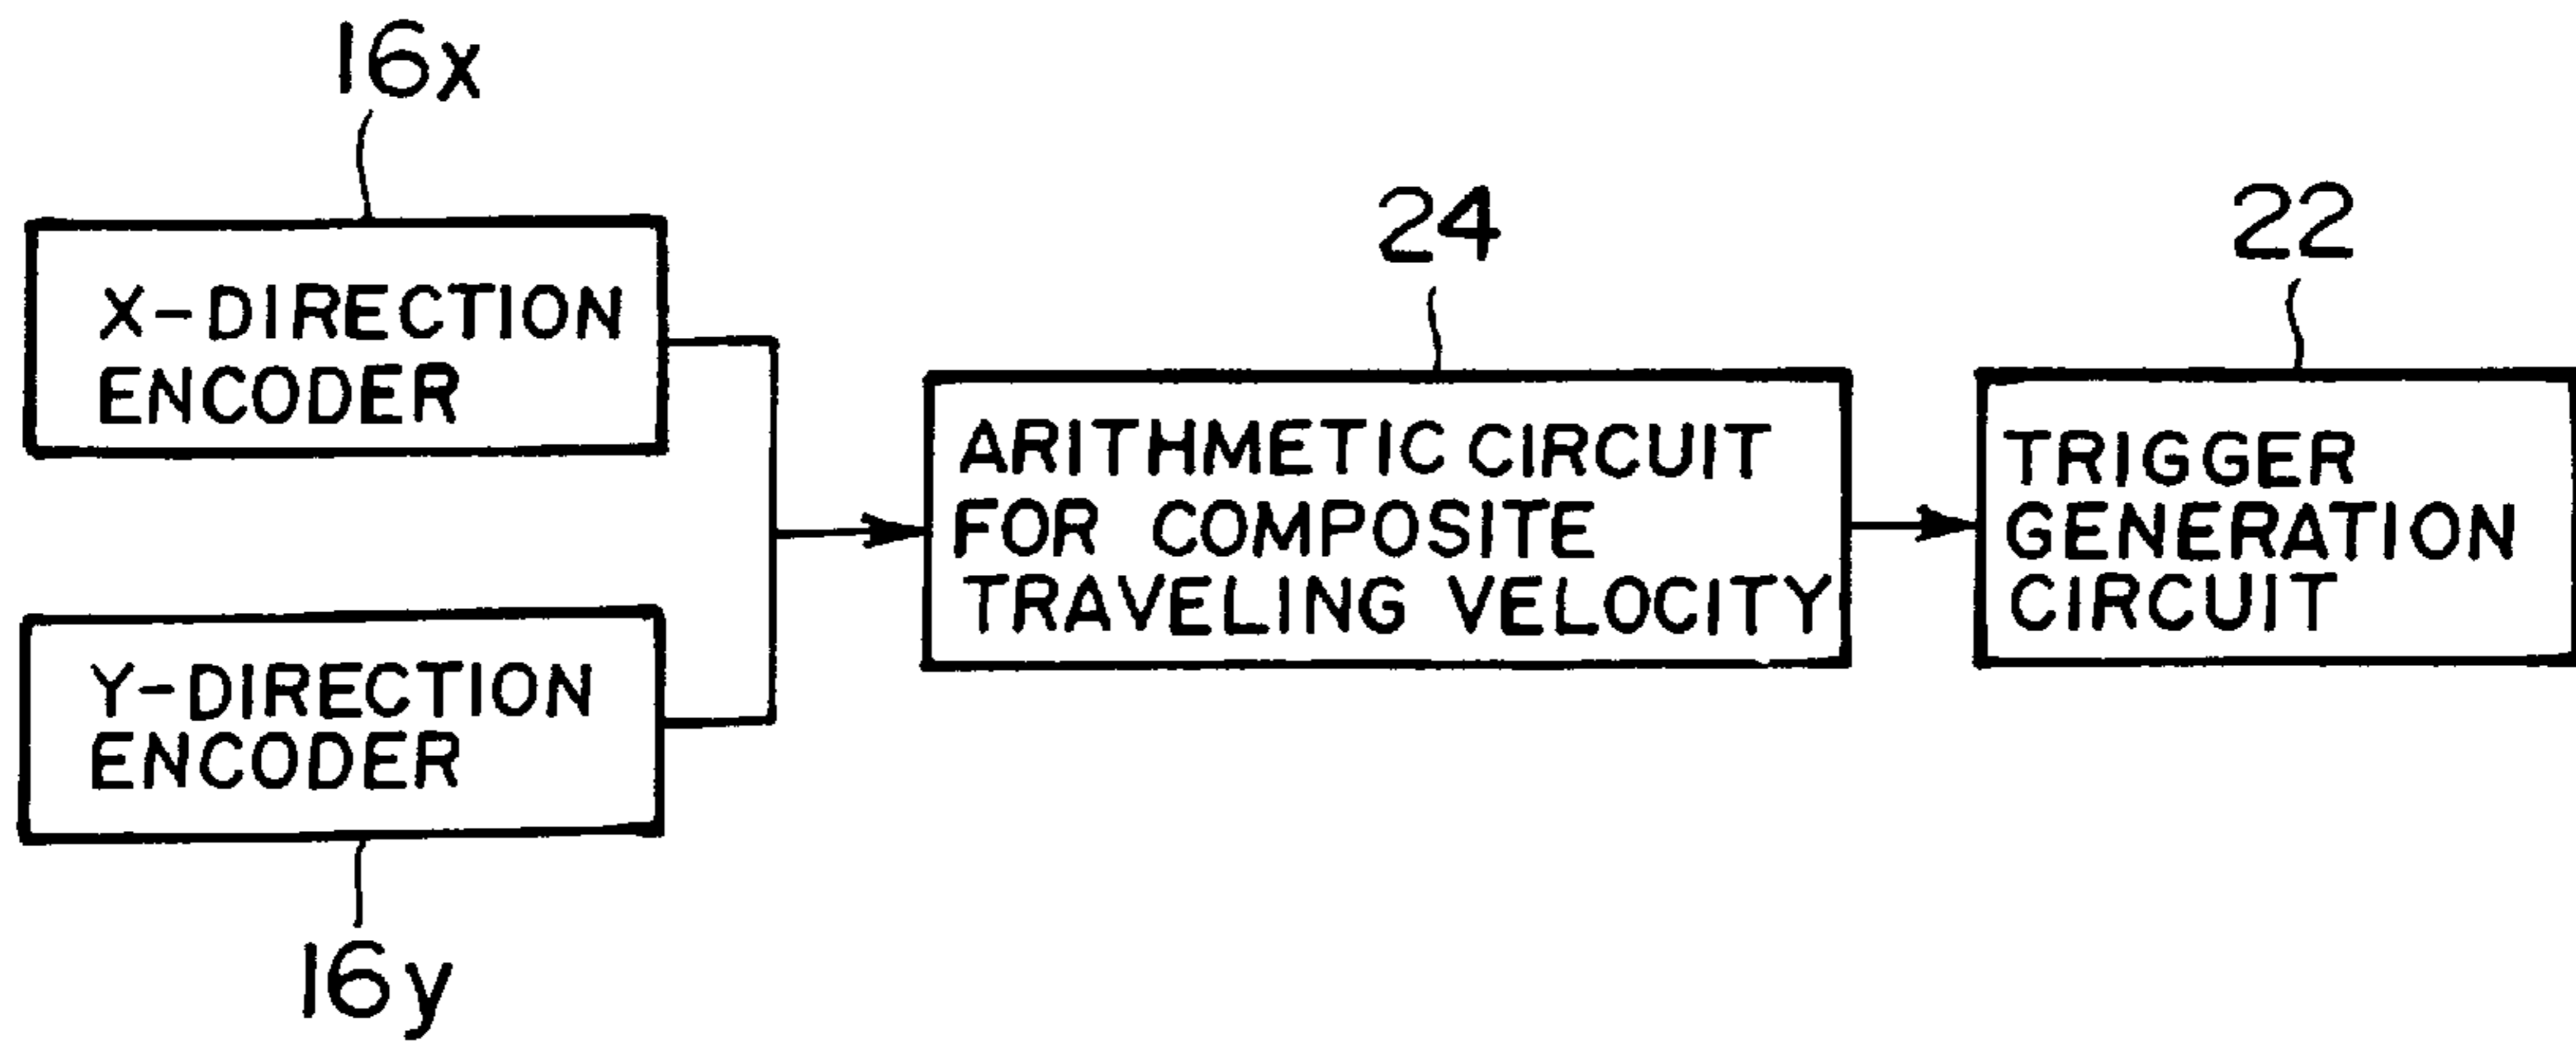 16x
X-DIRECTION
ENCODER
24
ARITHMETIC CIRCUIT
FOR COMPOSITE
TRAVELING VELOCITY
22
TRIGGER
GENERATION
CIRCUIT
Y-DIRECTION
ENCODER
16y